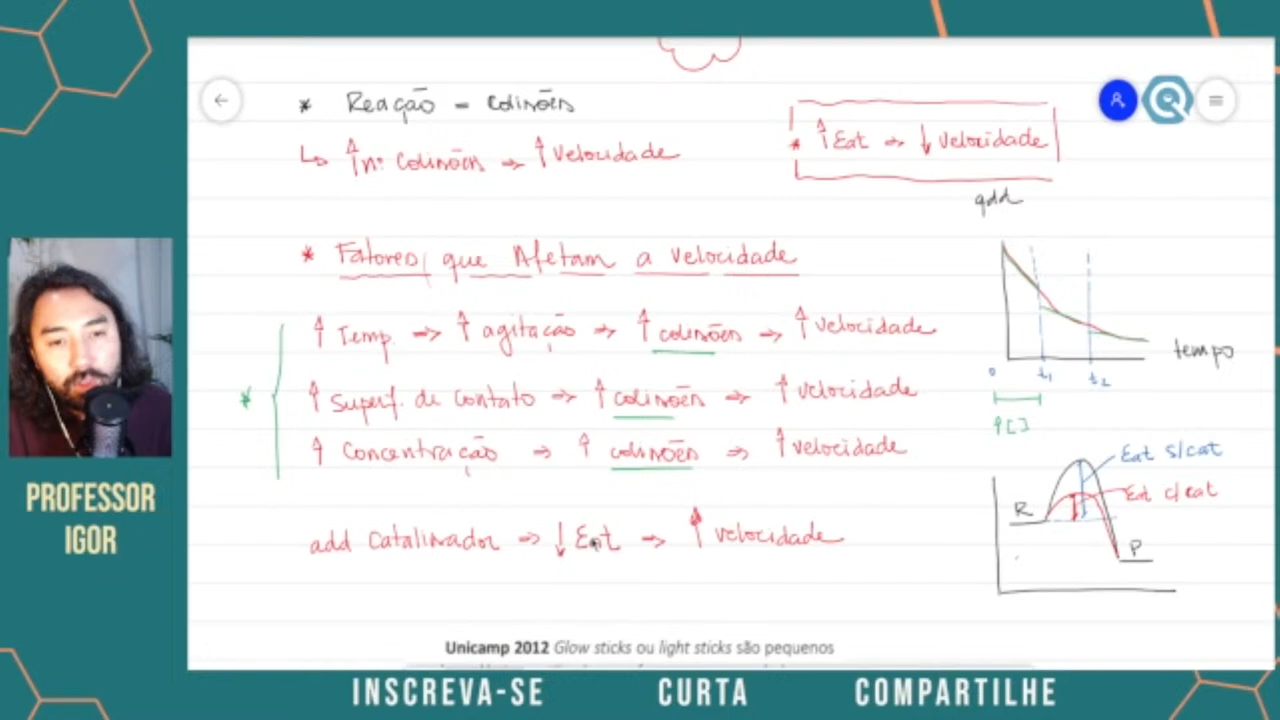 * Reação = Colisões
↳ ↑ nº Colisões ⇒ ↑ velocidade
* ↑ Eat ⇒ ↓ velocidade
qdd
* Fatores que Afetam a velocidade
↑ Temp. ⇒ ↑ agitação ⇒ ↑ colisões ⇒ ↑ velocidade
tempo
0 t1 t2
* ↑ Superf. de contato ⇒ ↑ colisões ⇒ ↑ velocidade
↑ [ ]
↑ Concentração ⇒ ↑ colisões ⇒ ↑ velocidade
Eat s/cat
Eat c/cat
R
P
add Catalisador ⇒ ↓ Eat ⇒ ↑ velocidade
PROFESSOR
IGOR
Unicamp 2012 Glow sticks ou light sticks são pequenos
INSCREVA-SE CURTA COMPARTILHE